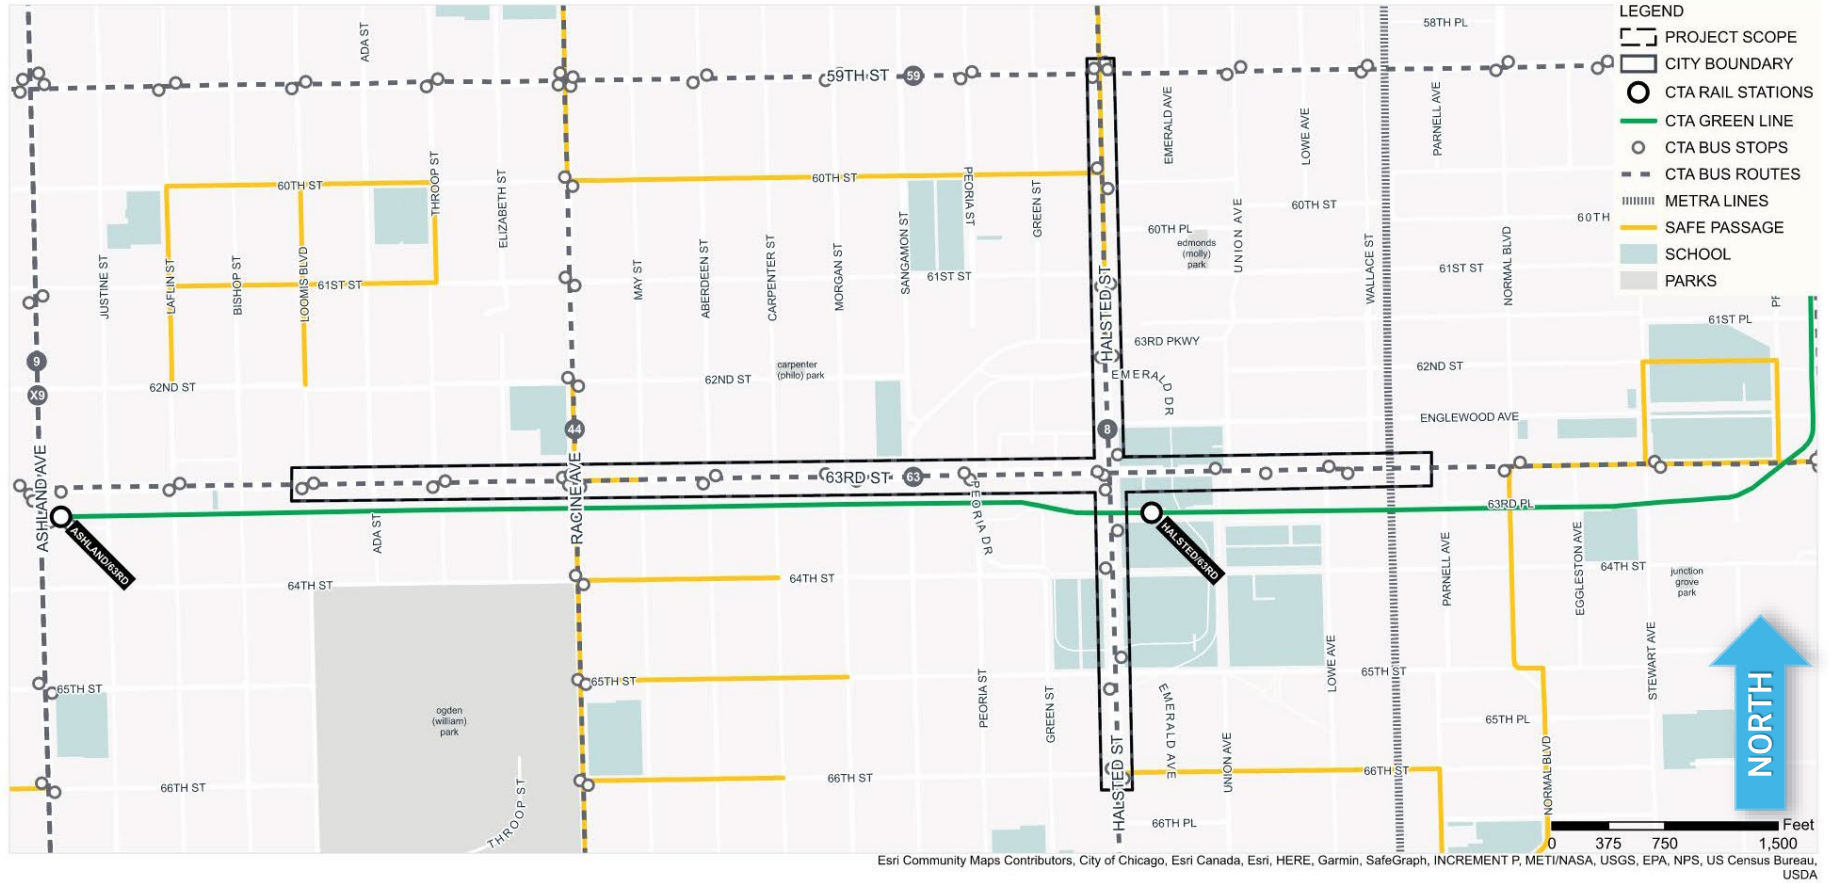 LEGEND
PROJECT SCOPE
CITY BOUNDARY
CTA RAIL STATIONS
CTA GREEN LINE
CTA BUS STOPS
CTA BUS ROUTES
METRA LINES
SAFE PASSAGE
SCHOOL
PARKS
58TH PL
ADA ST
59TH ST
59
EMERALD AVE
LOWE AVE
PARNELL AVE
60TH ST
THROOP ST
ELIZABETH ST
60TH ST
PEORIA ST
GREEN ST
60TH ST
60TH
60TH PL
UNION AVE
edmonds
(molly)
park
JUSTINE ST
LAFLIN ST
BISHOP ST
LOOMIS BLVD
61ST ST
MAY ST
ABERDEEN ST
CARPENTER ST
MORGAN ST
SANGAMON ST
61ST ST
HALSTED ST
WALLACE ST
61ST ST
NORMAL BLVD
61ST PL
63RD PKWY
9
X9
62ND ST
62ND ST
carpenter
(philo) park
EMERALD DR
62ND ST
ENGLEWOOD AVE
44
8
ASHLAND AVE
RACINE AVE
63RD ST
63
PEORIA DR
63RD PL
ASHLAND/63RD
HALSTED/63RD
ADA ST
64TH ST
64TH ST
PARNELL AVE
EGGLESTON AVE
64TH ST
junction
grove
park
65TH ST
65TH ST
LOWE AVE
65TH ST
STEWART AVE
ogden
(william)
park
PEORIA ST
GREEN ST
EMERALD AVE
UNION AVE
65TH PL
NORMAL BLVD
NORTH
66TH ST
THROOP ST
66TH ST
HALSTED ST
66TH ST
66TH PL
Feet
0 375 750 1,500
Esri Community Maps Contributors, City of Chicago, Esri Canada, Esri, HERE, Garmin, SafeGraph, INCREMENT P, METI/NASA, USGS, EPA, NPS, US Census Bureau,
USDA